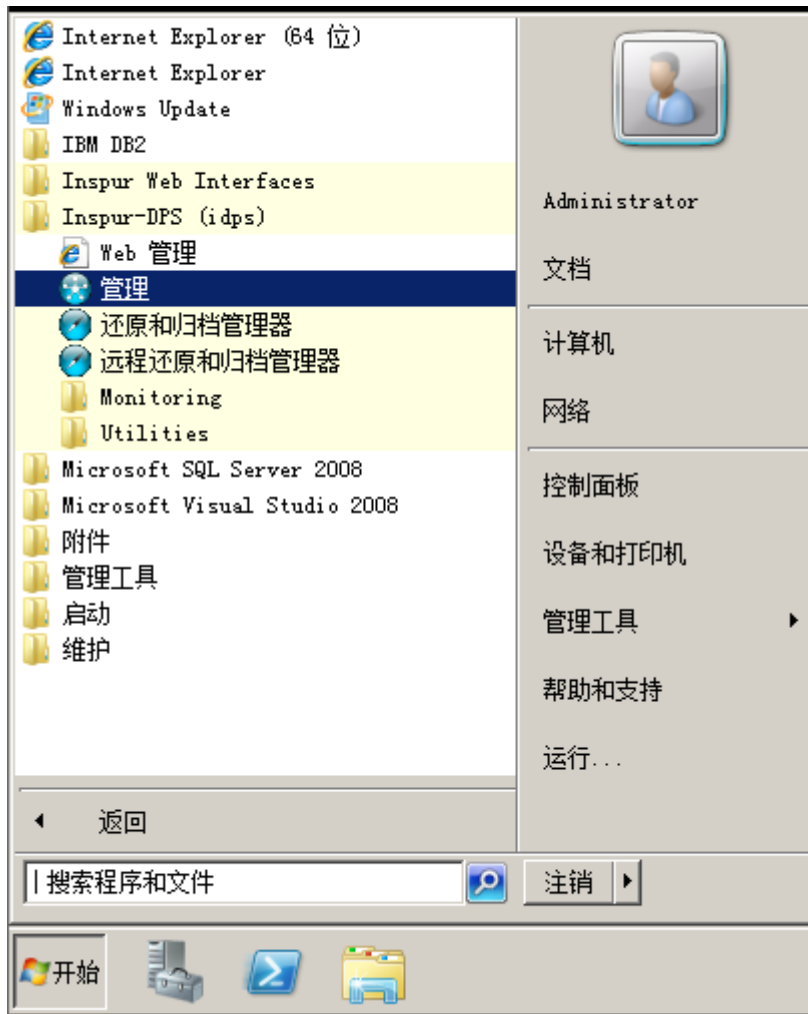 Internet Explorer (64 位)
Internet Explorer
Windows Update
IBM DB2
Inspur Web Interfaces
Inspur-DPS (idps)
Web 管理
管理
还原和归档管理器
远程还原和归档管理器
Monitoring
Utilities
Microsoft SQL Server 2008
Microsoft Visual Studio 2008
附件
管理工具
启动
维护
返回
搜索程序和文件
Administrator
文档
计算机
网络
控制面板
设备和打印机
管理工具
帮助和支持
运行...
注销
开始